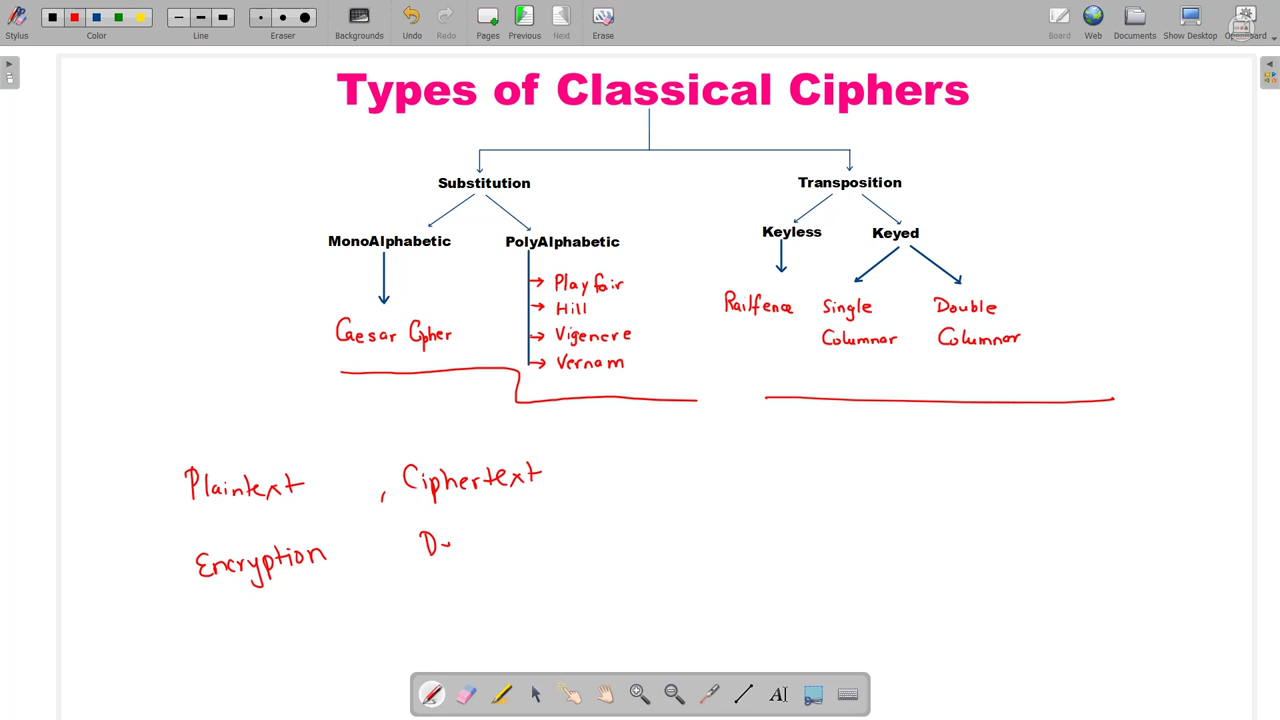 Stylus
Color
Line
Eraser
Backgrounds
Undo
Redo
Pages
Previous
Next
Erase
Board
Web
Documents
Show Desktop
OpenBoard
Types of Classical Ciphers
Substitution
Transposition
MonoAlphabetic
PolyAlphabetic
Keyless
Keyed
Caesar Cipher
Playfair
Hill
Vigenere
Vernam
Railfence
Single
Columnar
Double
Columnar
Plaintext , Ciphertext
Encryption D